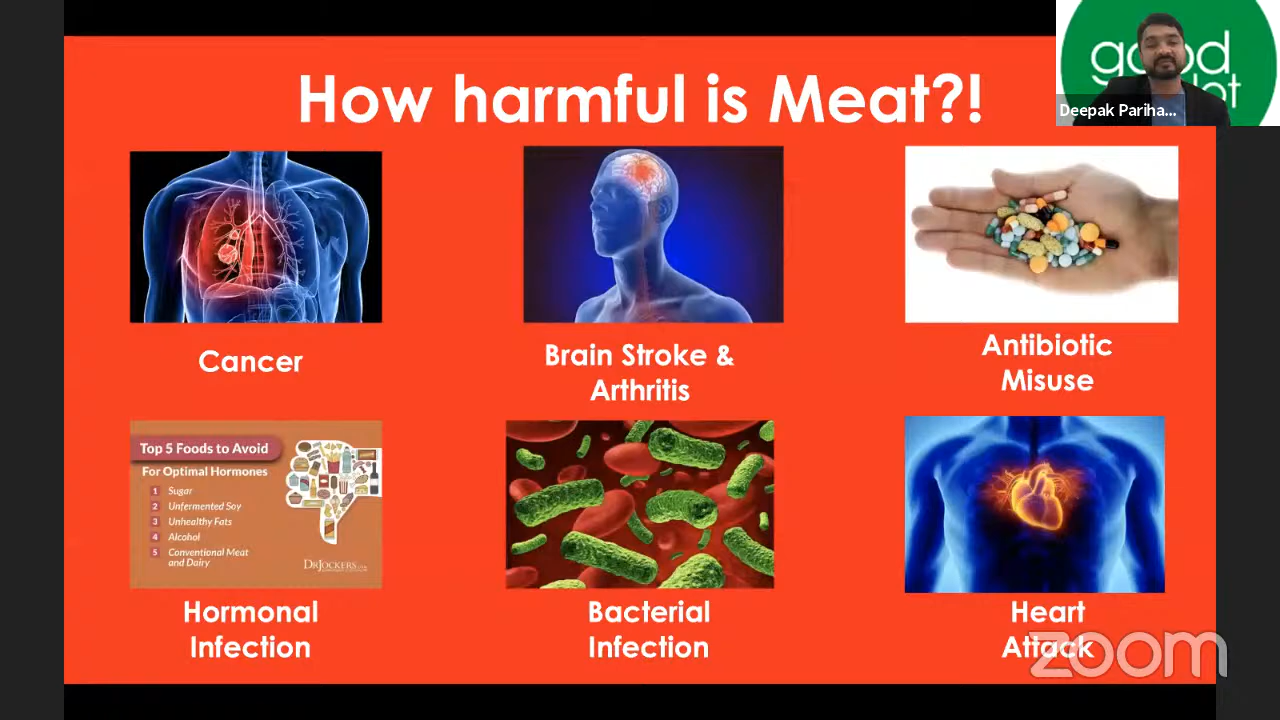 How harmful is Meat?!
good
Deepak Pariha...
Cancer
Brain Stroke &
Arthritis
Antibiotic
Misuse
Top 5 Foods to Avoid
For Optimal Hormones
1 Sugar
2 Unfermented Soy
3 Unhealthy Fats
4 Alcohol
5 Conventional Meat
and Dairy
DRJOCKERS.com
Hormonal
Infection
Bacterial
Infection
Heart
Attack
zoom